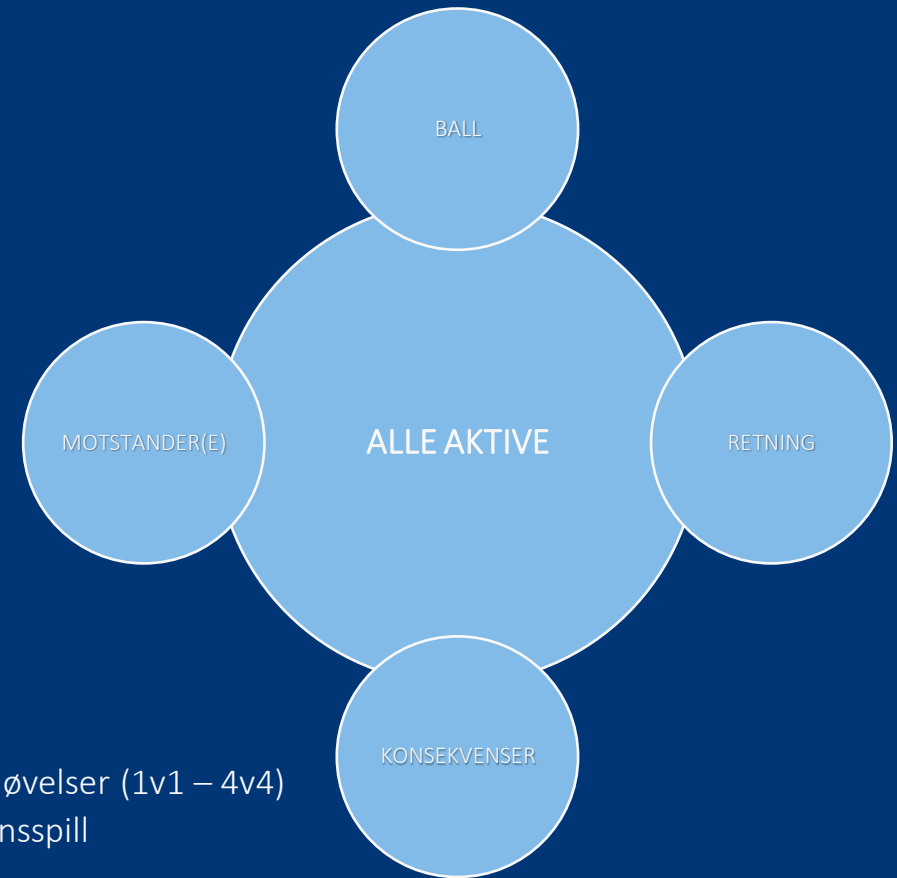 BALL
MOTSTANDER(E)
ALLE AKTIVE
RETNING
KONSEKVENSER
øvelser (1v1 – 4v4)
nsspill